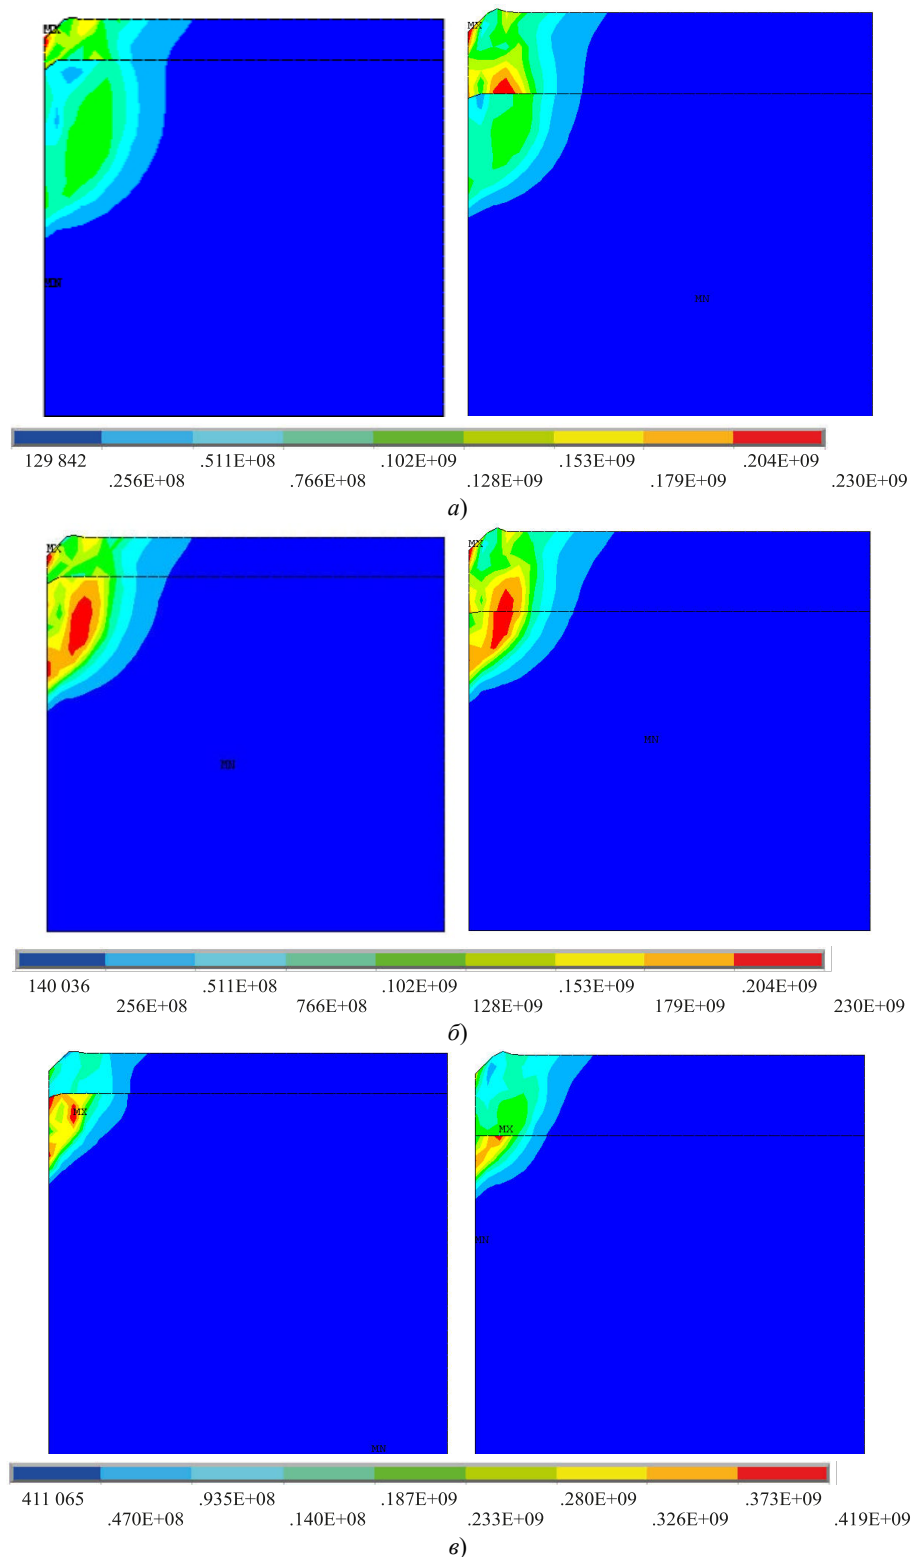 MX MX
MN
MN
129 842 .511E+08 .102E+09 .153E+09 .204E+09
.256E+08 .766E+08 .128E+09 .179E+09 .230E+09
а)
MX MX
MN
MN
140 036 .511E+08 .102E+09 .153E+09 .204E+09
256E+08 766E+08 128E+09 179E+09 230E+09
б)
MX
MX
MN
MN
411 065 .935E+08 .187E+09 .280E+09 .373E+09
.470E+08 .140E+08 .233E+09 .326E+09 .419E+09
в)